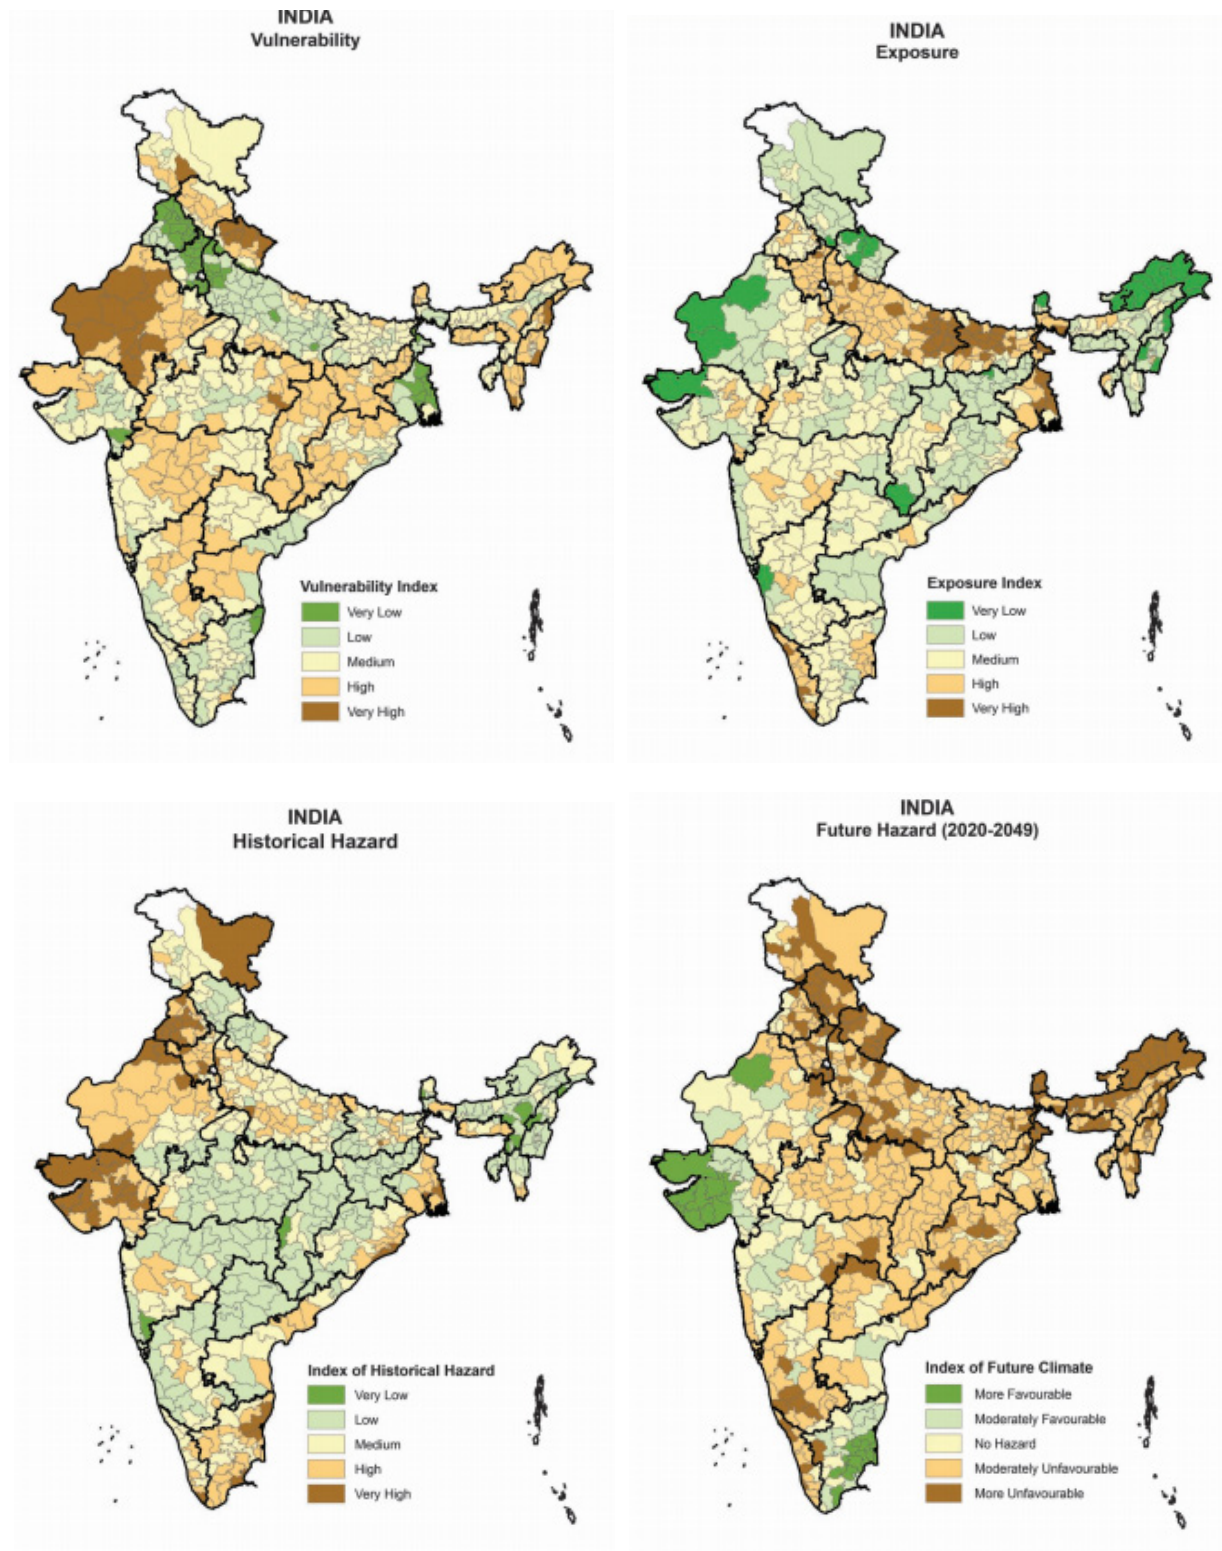 INDIA
Vulnerability
Vulnerability Index
Very Low
Low
Medium
High
Very High
INDIA
Exposure
Exposure Index
Very Low
Low
Medium
High
Very High
INDIA
Historical Hazard
Index of Historical Hazard
Very Low
Low
Medium
High
Very High
INDIA
Future Hazard (2020-2049)
Index of Future Climate
More Favourable
Moderately Favourable
No Hazard
Moderately Unfavourable
More Unfavourable